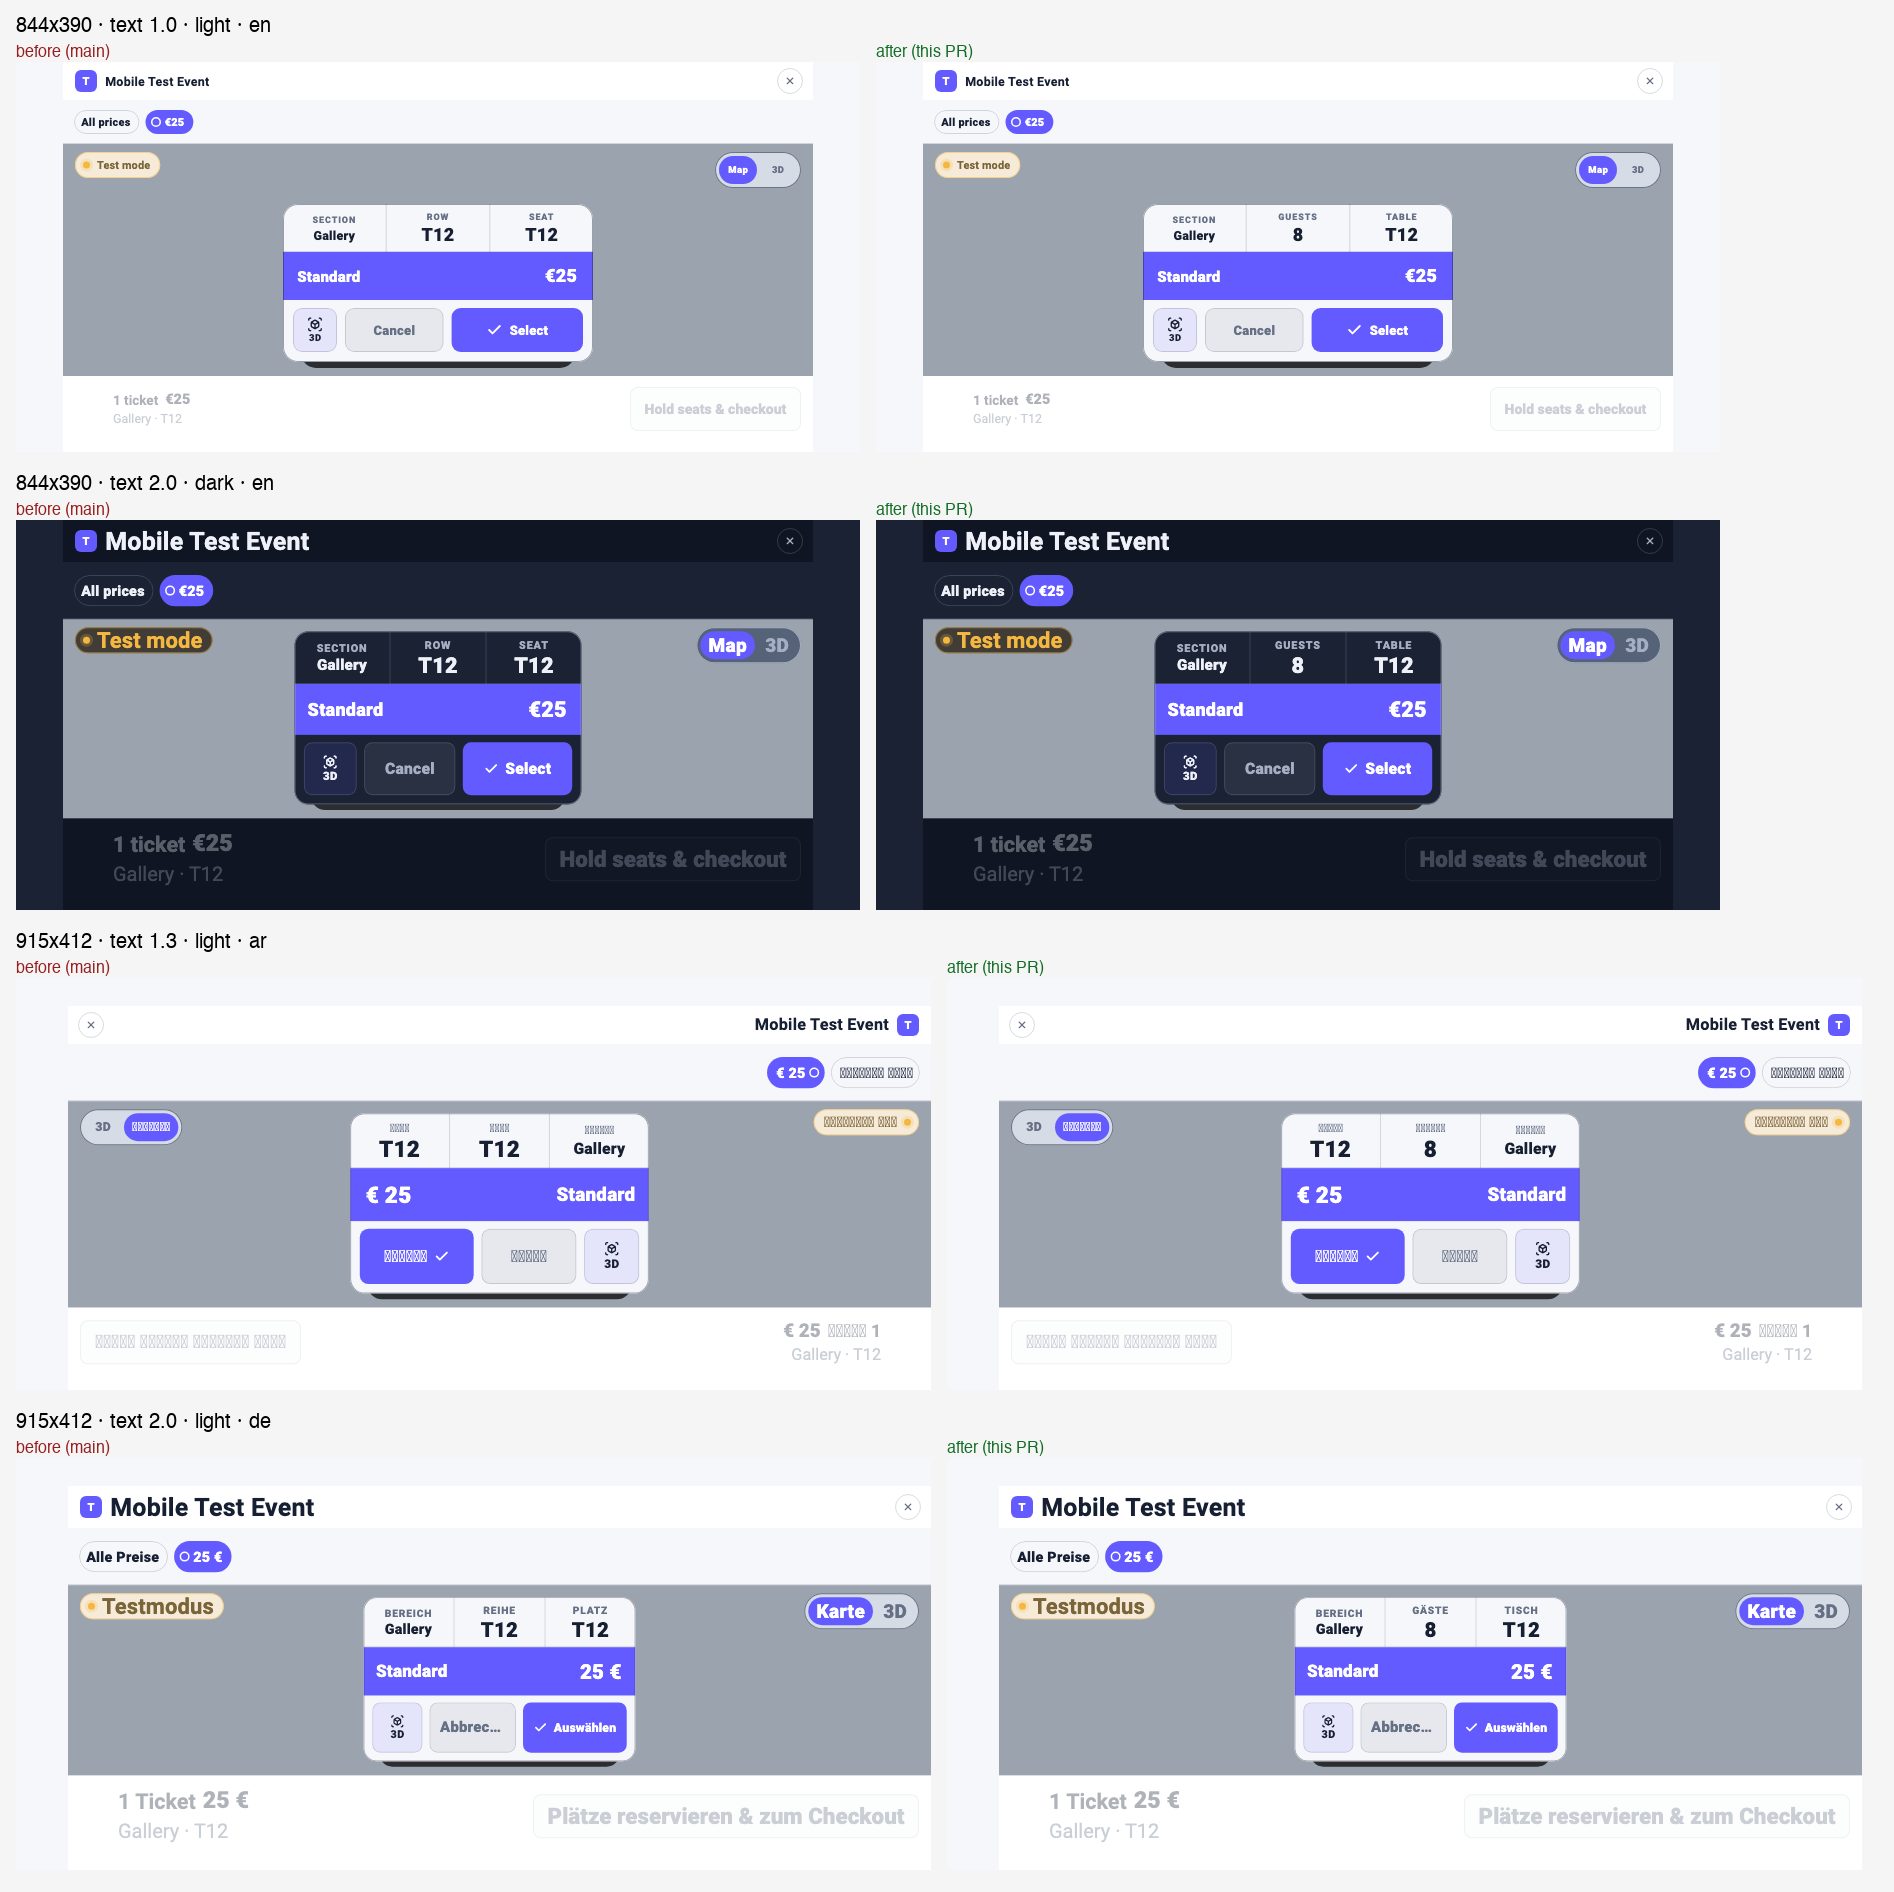 844x390 · text 1.0 · light · en
before (main)
after (this PR)
T Mobile Test Event
All prices €25
Test mode Map 3D
SECTION ROW SEAT
Gallery T12 T12
Standard €25
3D Cancel Select
1 ticket €25
Gallery · T12
Hold seats & checkout
T Mobile Test Event
All prices €25
Test mode Map 3D
SECTION GUESTS TABLE
Gallery 8 T12
Standard €25
3D Cancel Select
1 ticket €25
Gallery · T12
Hold seats & checkout
844x390 · text 2.0 · dark · en
before (main)
after (this PR)
T Mobile Test Event
All prices €25
Test mode Map 3D
SECTION ROW SEAT
Gallery T12 T12
Standard €25
3D Cancel Select
1 ticket €25
Gallery · T12
Hold seats & checkout
T Mobile Test Event
All prices €25
Test mode Map 3D
SECTION GUESTS TABLE
Gallery 8 T12
Standard €25
3D Cancel Select
1 ticket €25
Gallery · T12
Hold seats & checkout
915x412 · text 1.3 · light · ar
before (main)
after (this PR)
Mobile Test Event T
€ 25
3D
T12 T12 Gallery
€ 25 Standard
3D
€ 25 1
Gallery · T12
Mobile Test Event T
€ 25
3D
T12 8 Gallery
€ 25 Standard
3D
€ 25 1
Gallery · T12
915x412 · text 2.0 · light · de
before (main)
after (this PR)
T Mobile Test Event
Alle Preise 25 €
Testmodus Karte 3D
BEREICH REIHE PLATZ
Gallery T12 T12
Standard 25 €
3D Abbrec... Auswählen
1 Ticket 25 €
Gallery · T12
Plätze reservieren & zum Checkout
T Mobile Test Event
Alle Preise 25 €
Testmodus Karte 3D
BEREICH GÄSTE TISCH
Gallery 8 T12
Standard 25 €
3D Abbrec... Auswählen
1 Ticket 25 €
Gallery · T12
Plätze reservieren & zum Checkout